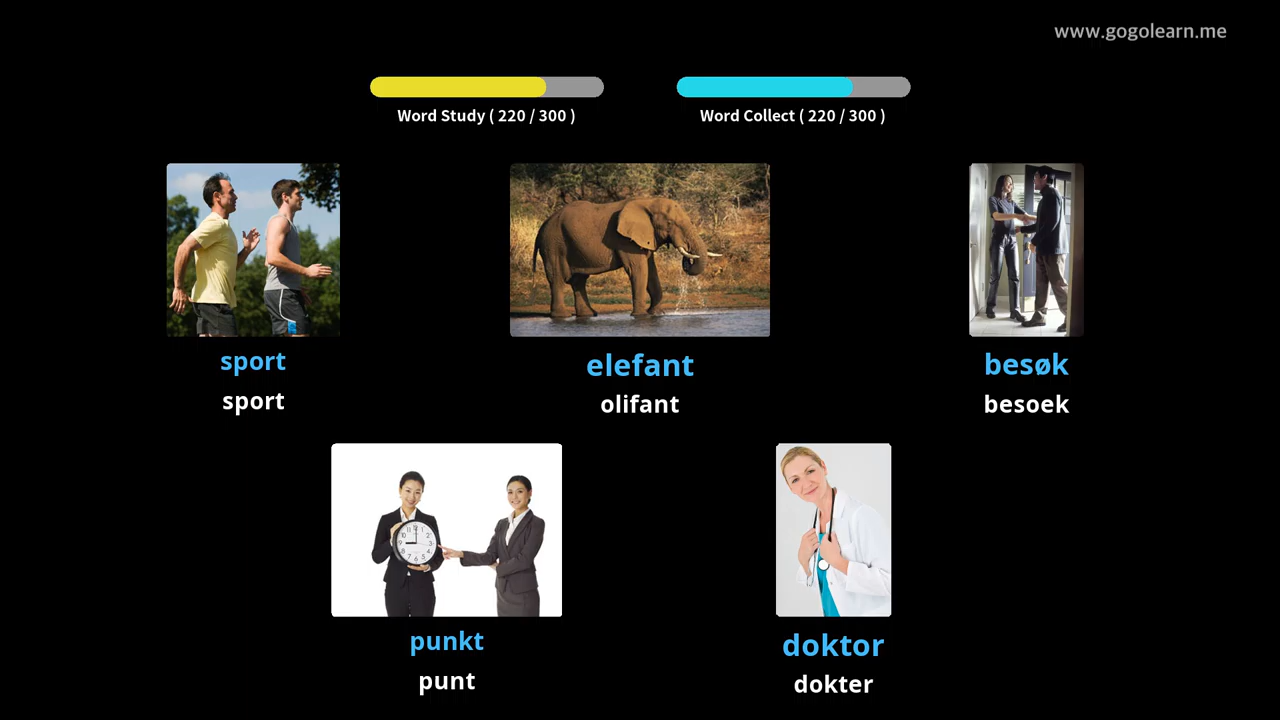 www.gogolearn.me
Word Study ( 220 / 300 )
Word Collect ( 220 / 300 )
sport
sport
elefant
olifant
besøk
besoek
punkt
punt
doktor
dokter